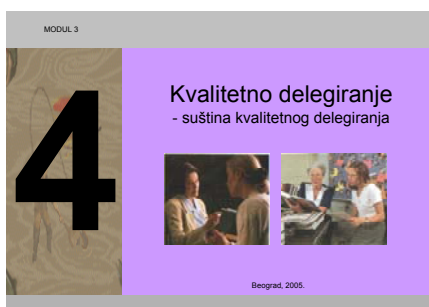 MODUL 3
4
Kvalitetno delegiranje
- suština kvalitetnog delegiranja
Beograd, 2005.